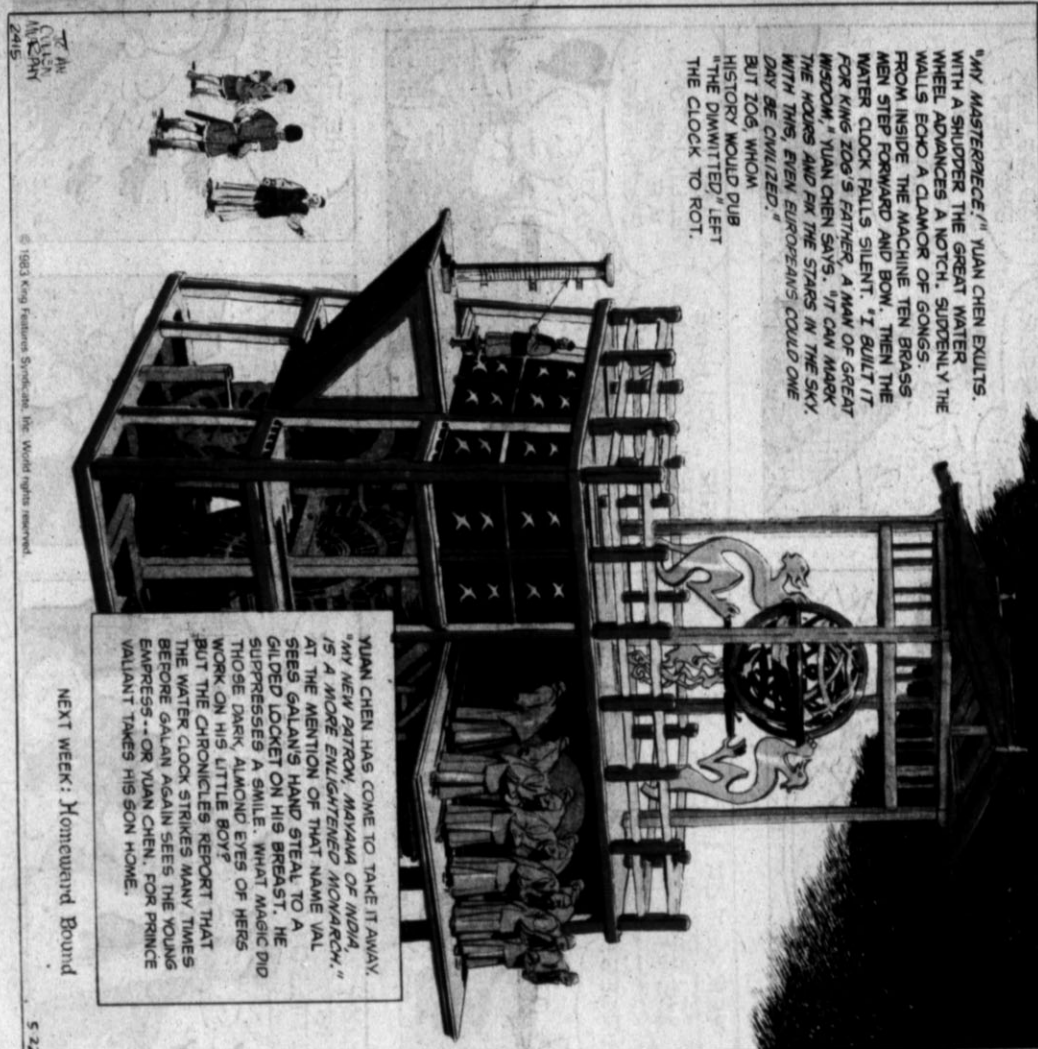 "MY MASTERPIECE!" YUAN CHEN EXULTS.
WITH A SHUDDER THE GREAT WATER
WHEEL ADVANCES A NOTCH. SUDDENLY THE
WALLS ECHO A CLAMOR OF GONGS.
FROM INSIDE THE MACHINE TEN BRASS
MEN STEP FORWARD AND BOW. THEN THE
WATER CLOCK FALLS SILENT. "I BUILT IT
FOR KING ZOG'S FATHER, A MAN OF GREAT
WISDOM," YUAN CHEN SAYS. "IT CAN MARK
THE HOURS AND FIX THE STARS IN THE SKY.
WITH THIS, EVEN EUROPEANS COULD ONE
DAY BE CIVILIZED."
BUT ZOG, WHOM
HISTORY WOULD DUB
"THE DIMWITTED," LEFT
THE CLOCK TO ROT.
YUAN CHEN HAS COME TO TAKE IT AWAY.
"MY NEW PATRON, MAYANA OF INDIA,
IS A MORE ENLIGHTENED MONARCH."
AT THE MENTION OF THAT NAME VAL
SEES GALAN'S HAND STEAL TO A
GILDED LOCKET ON HIS BREAST. HE
SUPPRESSES A SMILE. WHAT MAGIC DID
THOSE DARK, ALMOND EYES OF HERS
WORK ON HIS LITTLE BOY?
BUT THE CHRONICLES REPORT THAT
THE WATER CLOCK STRIKES MANY TIMES
BEFORE GALAN AGAIN SEES THE YOUNG
EMPRESS--OR YUAN CHEN. FOR PRINCE
VALIANT TAKES HIS SON HOME.
NEXT WEEK: Homeward Bound
CULLEN
MURPHY
2415
© 1983 King Features Syndicate, Inc. World rights reserved.
5-22